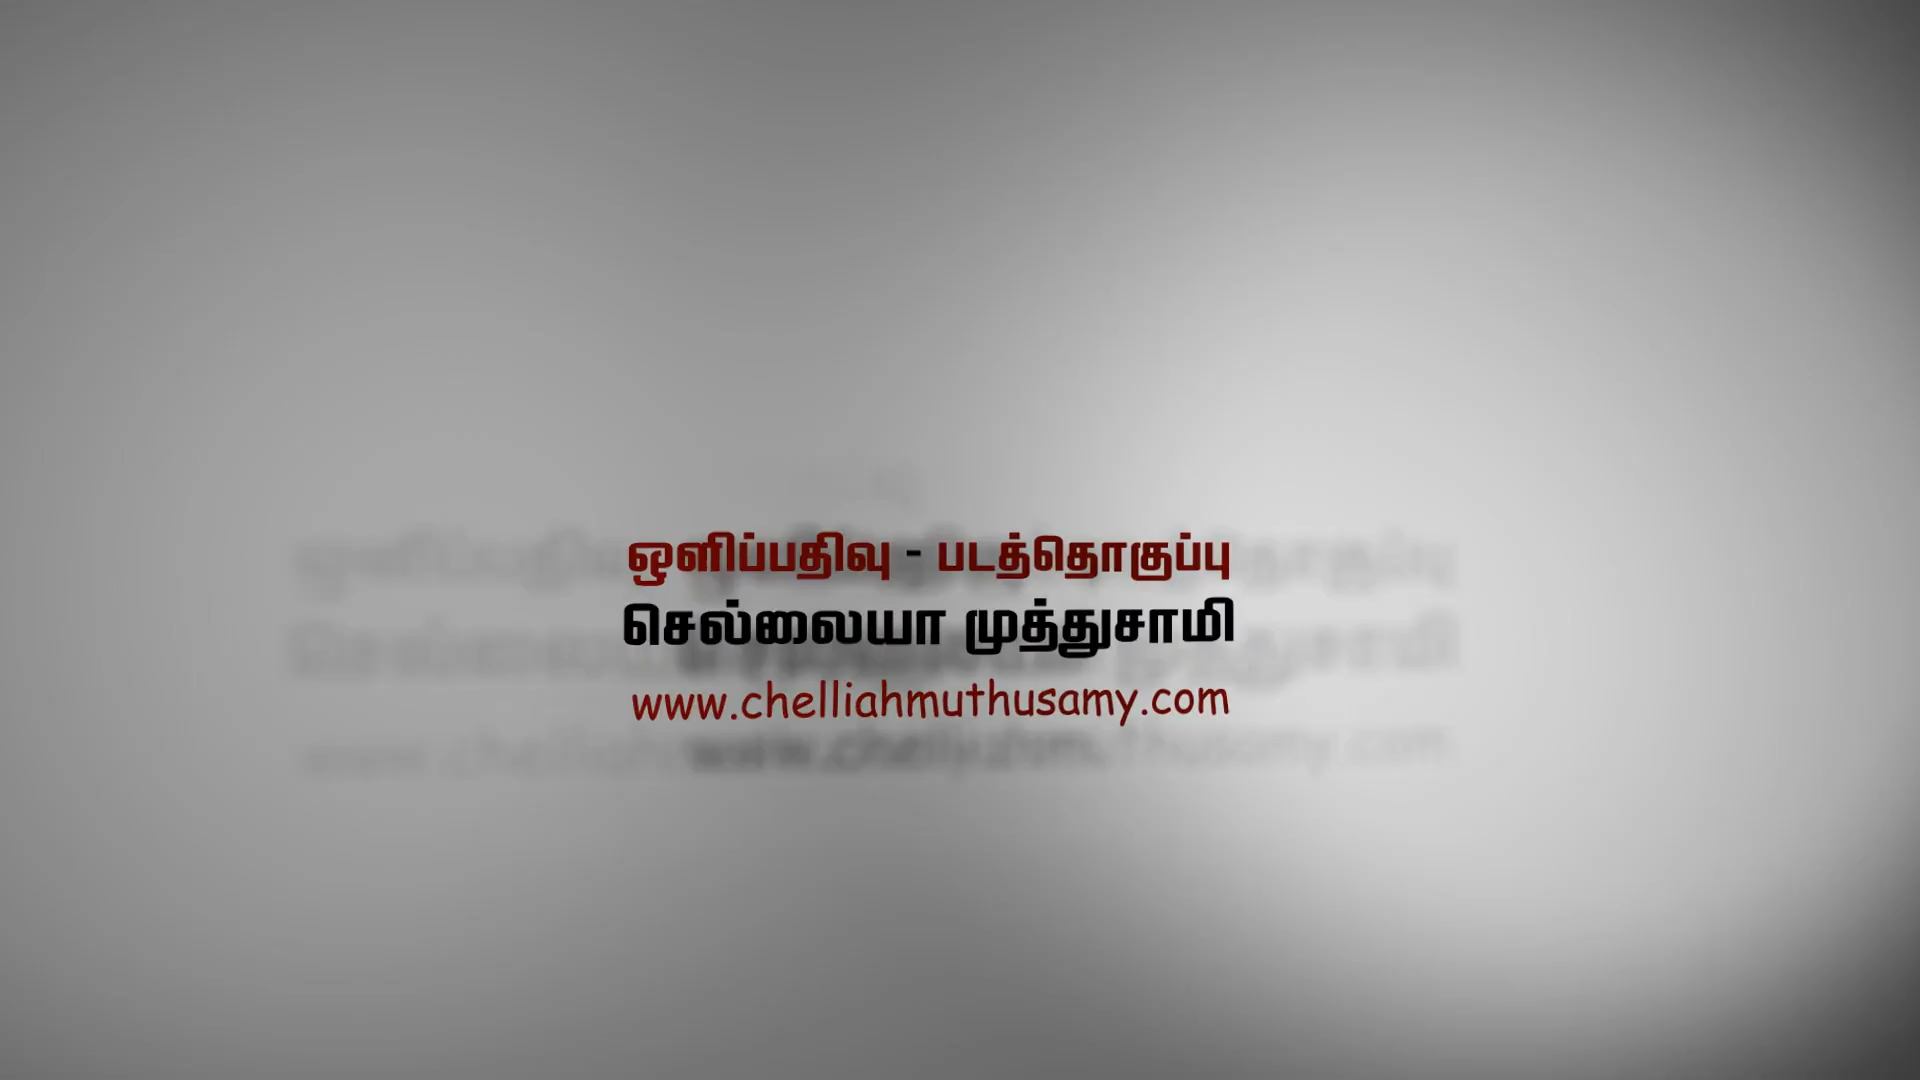 ஒளிப்பதிவு - படத்தொகுப்பு
செல்லையா முத்துசாமி
www.chelliahmuthusamy.com